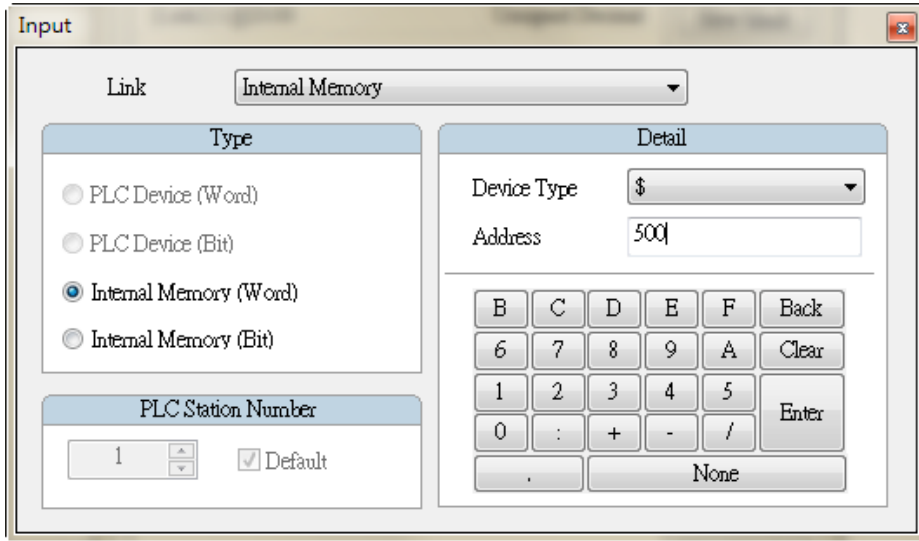 Input
x
Link
Internal Memory
Type
PLC Device (Word)
PLC Device (Bit)
Internal Memory (Word)
Internal Memory (Bit)
PLC Station Number
1
Default
Detail
Device Type
$
Address
500
B C D E F Back
6 7 8 9 A Clear
1 2 3 4 5 Enter
0 : + - /
. None